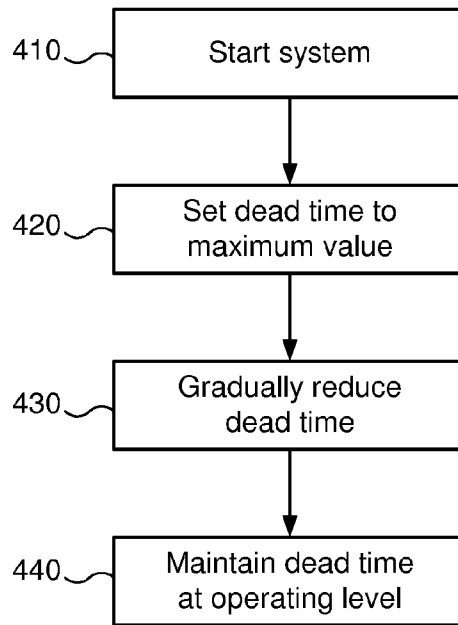 410
Start system
420
Set dead time to
maximum value
430
Gradually reduce
dead time
440
Maintain dead time
at operating level